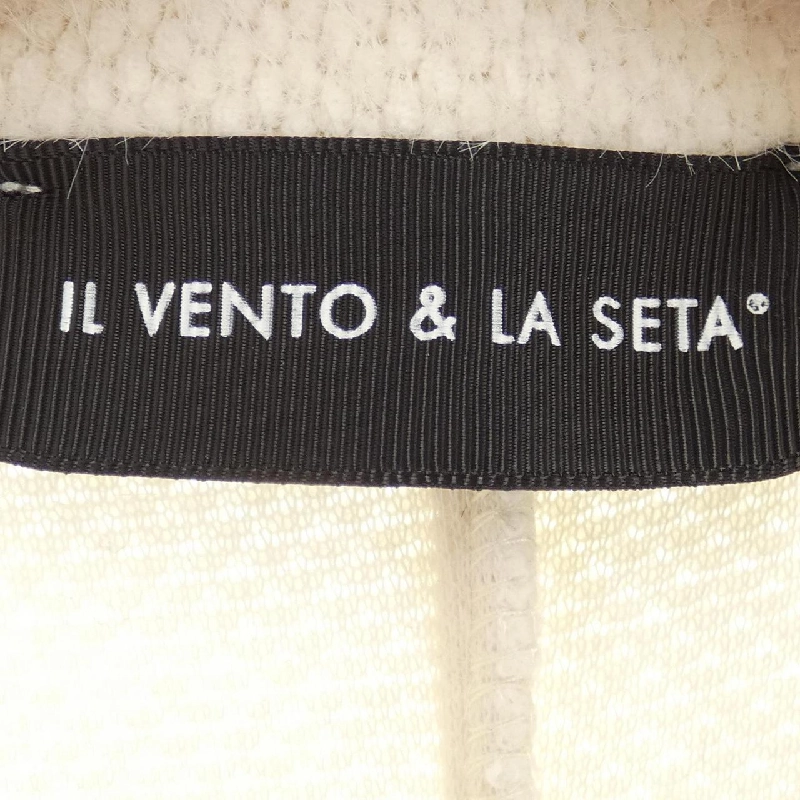 IL VENTO & LA SETA®